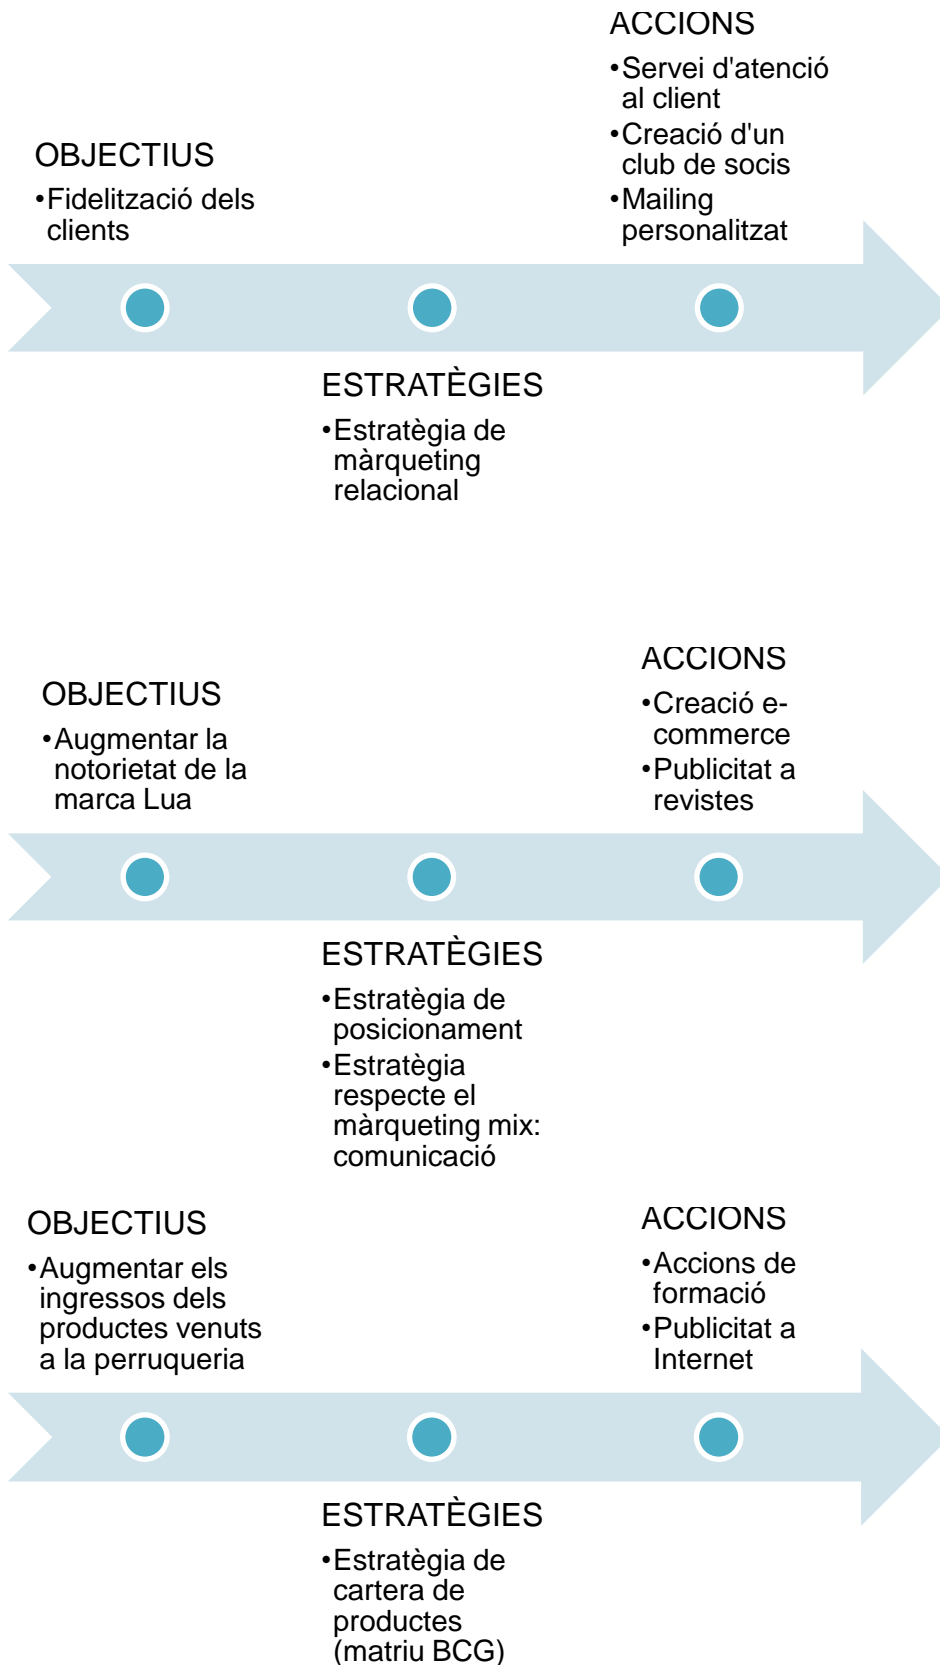 OBJECTIUS
•Fidelització dels
clients
ESTRATÈGIES
•Estratègia de
màrqueting
relacional
ACCIONS
•Servei d'atenció
al client
•Creació d'un
club de socis
•Mailing
personalitzat
OBJECTIUS
•Augmentar la
notorietat de la
marca Lua
ESTRATÈGIES
•Estratègia de
posicionament
•Estratègia
respecte el
màrqueting mix:
comunicació
ACCIONS
•Creació e-
commerce
•Publicitat a
revistes
OBJECTIUS
•Augmentar els
ingressos dels
productes venuts
a la perruqueria
ESTRATÈGIES
•Estratègia de
cartera de
productes
(matriu BCG)
ACCIONS
•Accions de
formació
•Publicitat a
Internet